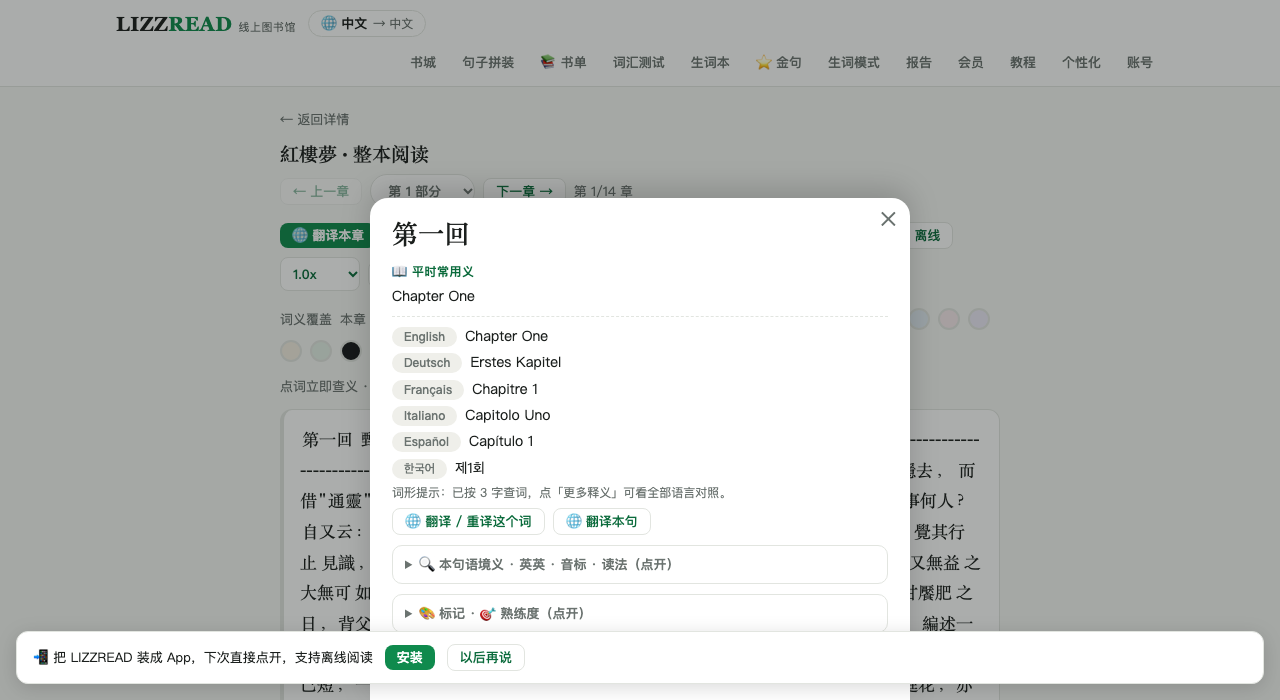 LIZZREAD 线上图书馆 🌐 中文 → 中文
书城 句子拼装 📚 书单 词汇测试 生词本 ⭐ 金句 生词模式 报告 会员 教程 个性化 账号
← 返回详情
紅樓夢 · 整本阅读
← 上一章 第 1 部分 下一章 → 第 1/14 章
🌐 翻译本章 离线
1.0x
词义覆盖 本章
点词立即查义 ·
第一回
📖 平时常用义
Chapter One
English Chapter One
Deutsch Erstes Kapitel
Français Chapitre 1
Italiano Capitolo Uno
Español Capítulo 1
한국어 제1회
词形提示：已按 3 字查词，点「更多释义」可看全部语言对照。
🌐 翻译 / 重译这个词 🌐 翻译本句
▶ 🔍 本句语境义 · 英英 · 音标 · 读法（点开）
▶ 🎨 标记 · 🎯 熟练度（点开）
第一回 ------------
------------ 去， 而
借"通靈" 事何人？
自又云： 覺其行
止 見識， 又無益 之
大無可 如 甘饜肥 之
日， 背父 編述一
📲 把 LIZZREAD 装成 App，下次直接点开，支持离线阅读 安装 以后再说